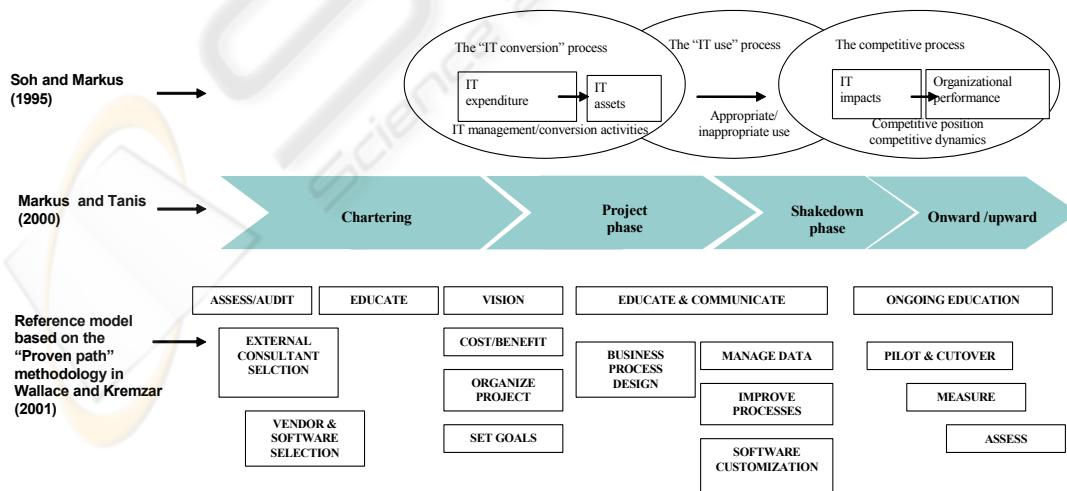 Soh and Markus
(1995)
The "IT conversion" process
IT
expenditure
IT
assets
IT management/conversion activities
The "IT use" process
Appropriate/
inappropriate use
The competitive process
IT
impacts
Organizational
performance
Competitive position
competitive dynamics
Markus and Tanis
(2000)
Chartering
Project
phase
Shakedown
phase
Onward /upward
Reference model
based on the
"Proven path"
methodology in
Wallace and Kremzar
(2001)
ASSESS/AUDIT
EDUCATE
VISION
EDUCATE & COMMUNICATE
ONGOING EDUCATION
EXTERNAL
CONSULTANT
SELCTION
VENDOR &
SOFTWARE
SELECTION
COST/BENEFIT
ORGANIZE
PROJECT
SET GOALS
BUSINESS
PROCESS
DESIGN
MANAGE DATA
IMPROVE
PROCESSES
SOFTWARE
CUSTOMIZATION
PILOT & CUTOVER
MEASURE
ASSESS